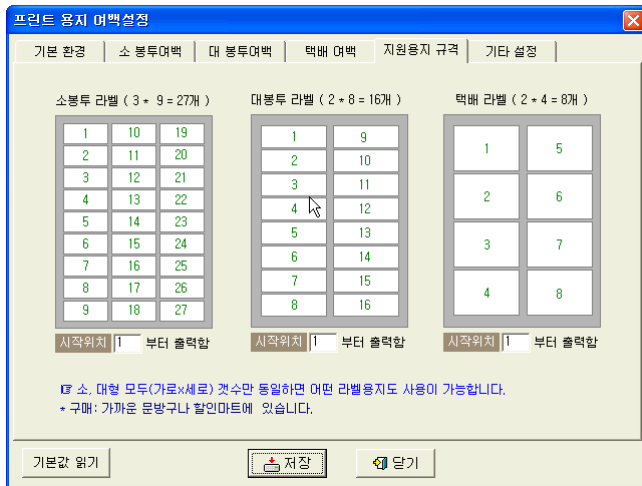 프린트 용지 여백설정
기본 환경 소 봉투여백 대 봉투여백 택배 여백 지원용지 규격 기타 설정
소봉투 라벨 ( 3 * 9 = 27개 )
1 10 19
2 11 20
3 12 21
4 13 22
5 14 23
6 15 24
7 16 25
8 17 26
9 18 27
시작위치 1 부터 출력함
대봉투 라벨 ( 2 * 8 = 16개 )
1 9
2 10
3 11
4 12
5 13
6 14
7 15
8 16
시작위치 1 부터 출력함
택배 라벨 ( 2 * 4 = 8개 )
1 5
2 6
3 7
4 8
시작위치 1 부터 출력함
☞ 소, 대형 모두(가로x세로) 갯수만 동일하면 어떤 라벨용지도 사용이 가능합니다.
* 구매: 가까운 문방구나 할인마트에 있습니다.
기본값 읽기 저장 닫기